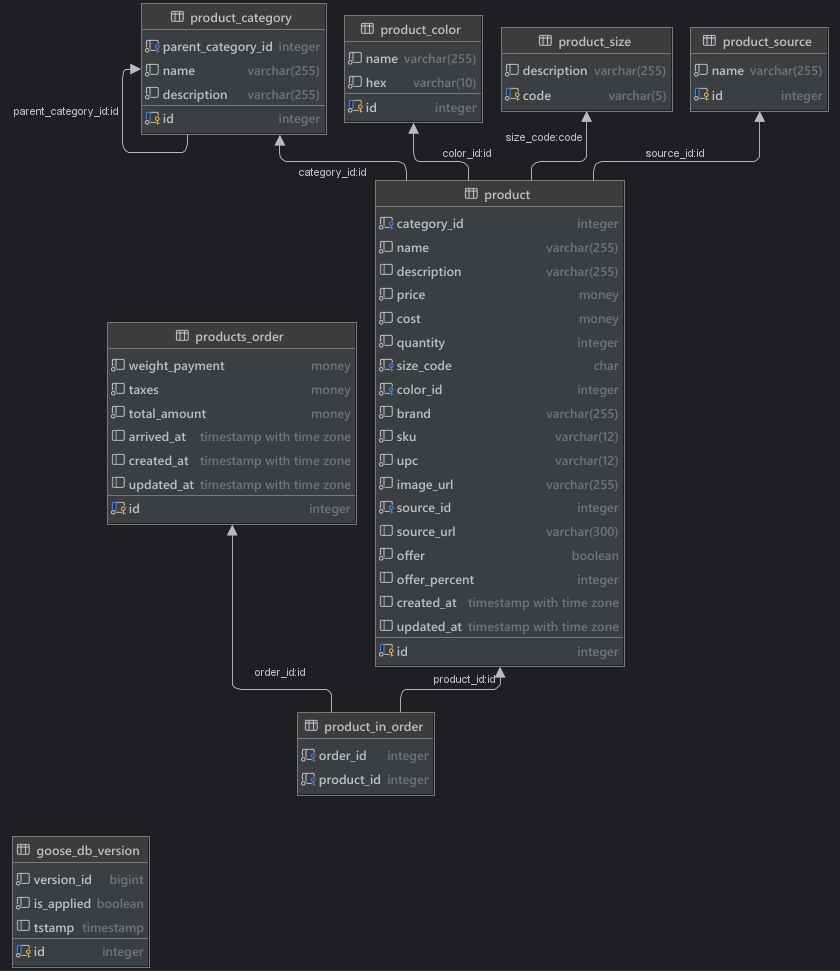 product_category
parent_category_id integer
name varchar(255)
description varchar(255)
id integer
parent_category_id:id
product_color
name varchar(255)
hex varchar(10)
id integer
product_size
description varchar(255)
code varchar(5)
product_source
name varchar(255)
id integer
category_id:id
color_id:id
size_code:code
source_id:id
product
category_id integer
name varchar(255)
description varchar(255)
price money
cost money
quantity integer
size_code char
color_id integer
brand varchar(255)
sku varchar(12)
upc varchar(12)
image_url varchar(255)
source_id integer
source_url varchar(300)
offer boolean
offer_percent integer
created_at timestamp with time zone
updated_at timestamp with time zone
id integer
products_order
weight_payment money
taxes money
total_amount money
arrived_at timestamp with time zone
created_at timestamp with time zone
updated_at timestamp with time zone
id integer
order_id:id
product_id:id
product_in_order
order_id integer
product_id integer
goose_db_version
version_id bigint
is_applied boolean
tstamp timestamp
id integer